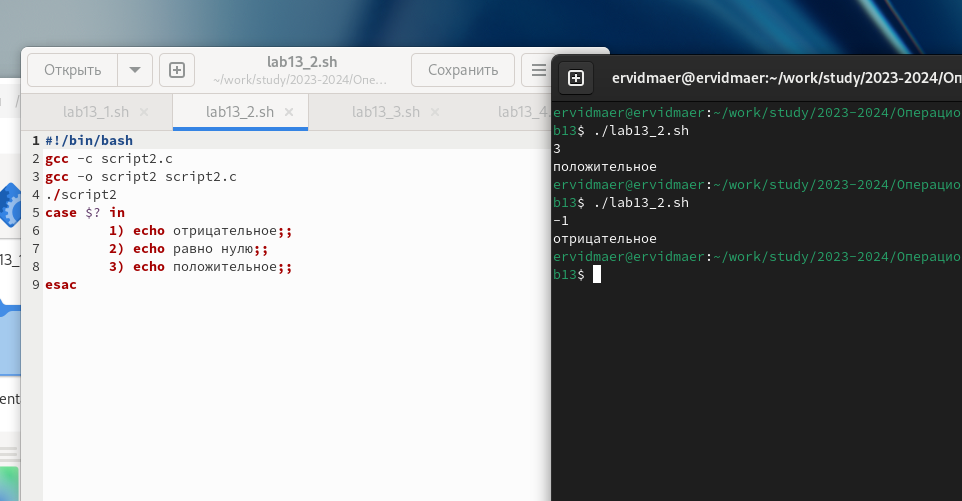 Открыть
lab13_2.sh
~/work/study/2023-2024/Опе...
Сохранить
lab13_1.sh
lab13_2.sh
lab13_3.sh
lab13_4.
1 #!/bin/bash
2 gcc -c script2.c
3 gcc -o script2 script2.c
4 ./script2
5 case $? in
6 1) echo отрицательное;;
7 2) echo равно нулю;;
8 3) echo положительное;;
9 esac
ervidmaer@ervidmaer:~/work/study/2023-2024/Оп
ervidmaer@ervidmaer:~/work/study/2023-2024/Операцио
b13$ ./lab13_2.sh
3
положительное
ervidmaer@ervidmaer:~/work/study/2023-2024/Операцио
b13$ ./lab13_2.sh
-1
отрицательное
ervidmaer@ervidmaer:~/work/study/2023-2024/Операцио
b13$
ent